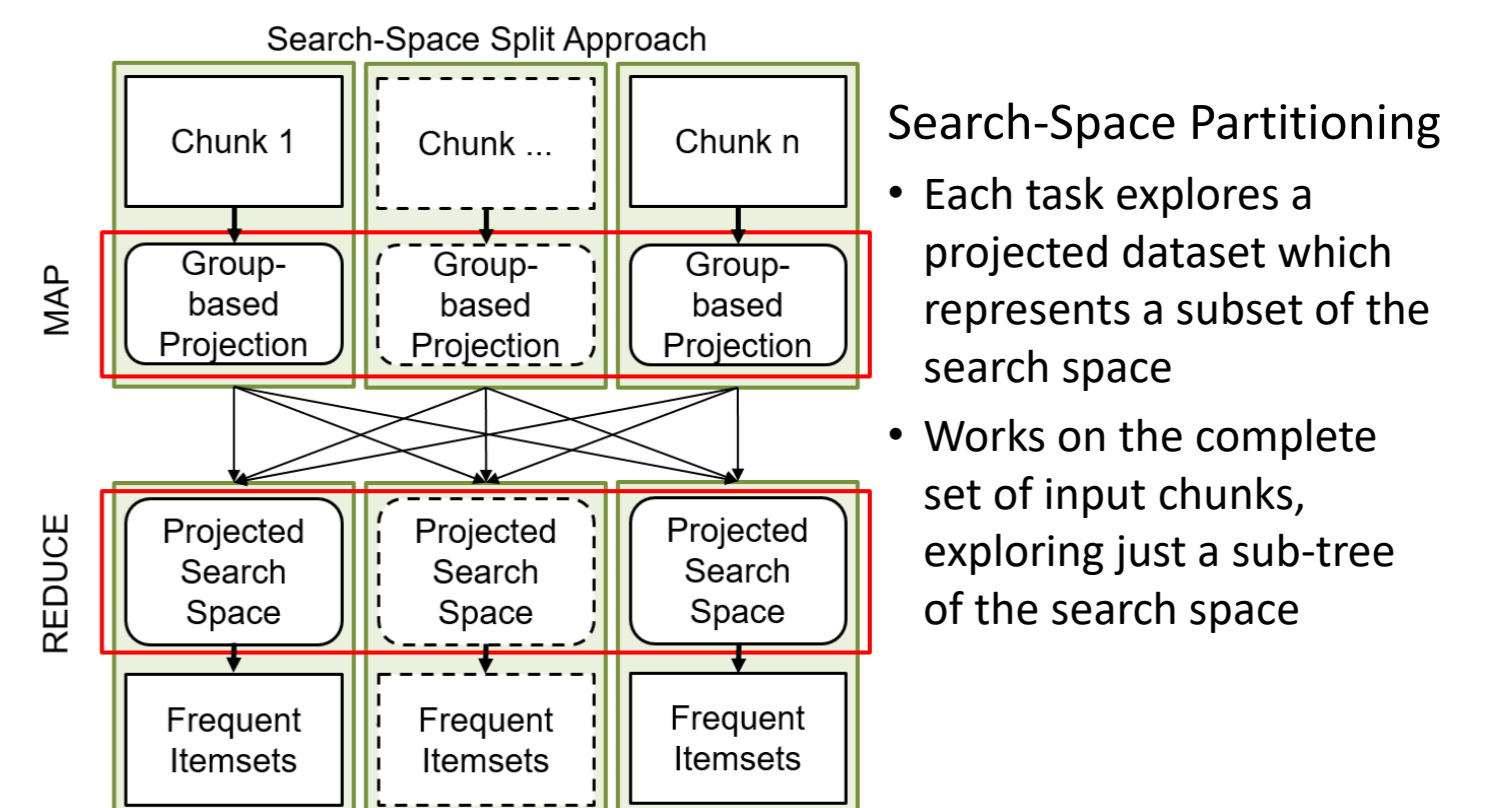 Search-Space Split Approach
Chunk 1
Chunk ...
Chunk n
MAP
Group-
based
Projection
Group-
based
Projection
Group-
based
Projection
REDUCE
Projected
Search
Space
Projected
Search
Space
Projected
Search
Space
Frequent
Itemsets
Frequent
Itemsets
Frequent
Itemsets
Search-Space Partitioning
• Each task explores a
projected dataset which
represents a subset of the
search space
• Works on the complete
set of input chunks,
exploring just a sub-tree
of the search space